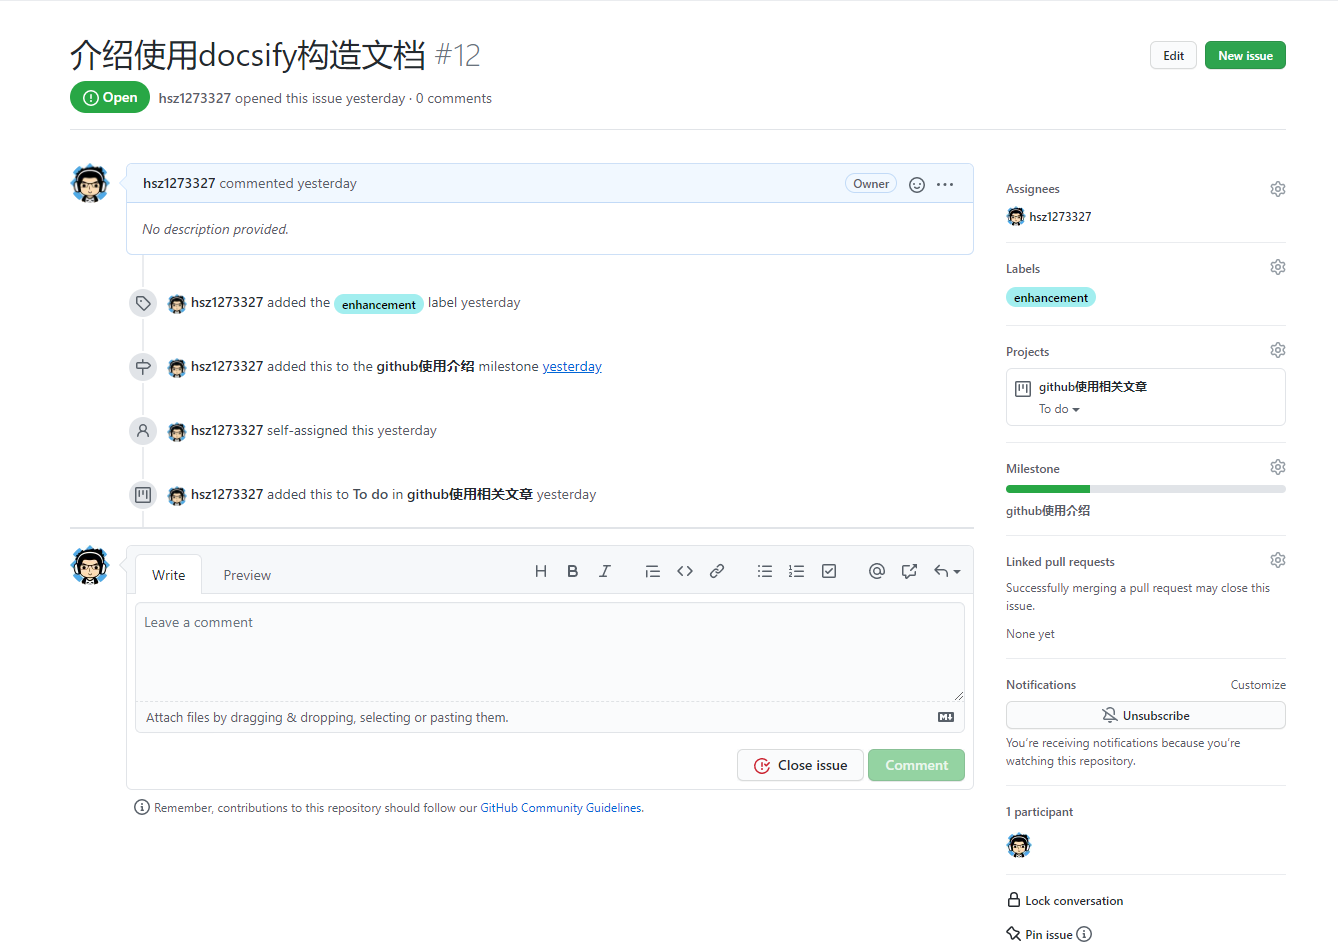 介绍使用docsify构造文档 #12
Edit
New issue
Open
hsz1273327 opened this issue yesterday · 0 comments
hsz1273327 commented yesterday
Owner
No description provided.
hsz1273327 added the enhancement label yesterday
hsz1273327 added this to the github使用介绍 milestone yesterday
hsz1273327 self-assigned this yesterday
hsz1273327 added this to To do in github使用相关文章 yesterday
Write
Preview
Leave a comment
Attach files by dragging & dropping, selecting or pasting them.
Close issue
Comment
Remember, contributions to this repository should follow our GitHub Community Guidelines.
Assignees
hsz1273327
Labels
enhancement
Projects
github使用相关文章
To do
Milestone
github使用介绍
Linked pull requests
Successfully merging a pull request may close this
issue.
None yet
Notifications
Customize
Unsubscribe
You're receiving notifications because you're
watching this repository.
1 participant
Lock conversation
Pin issue